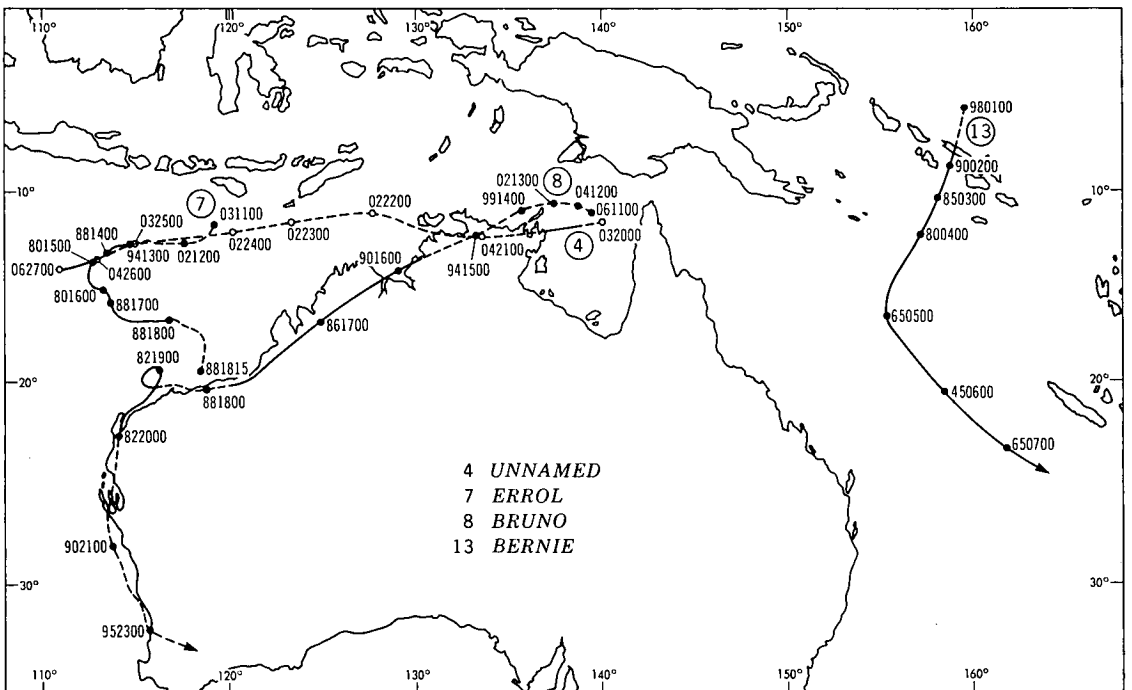 110° 120° 130° 140° 150° 160°
980100
13
900200
10° 10°
021300 8 041200
022200 991400 061100
7 031100
032500
881400 022300 032000
022400 042100 4
850300
801500
941300 021200 941500
800400
062700 042600 901600
801600 881700
881800 861700
650500
821900 881815
20° 20°
881800
450600
822000
650700
4 UNNAMED
7 ERROL
8 BRUNO
13 BERNIE
902100
30° 30°
952300
110° 120° 130° 140° 150° 160°